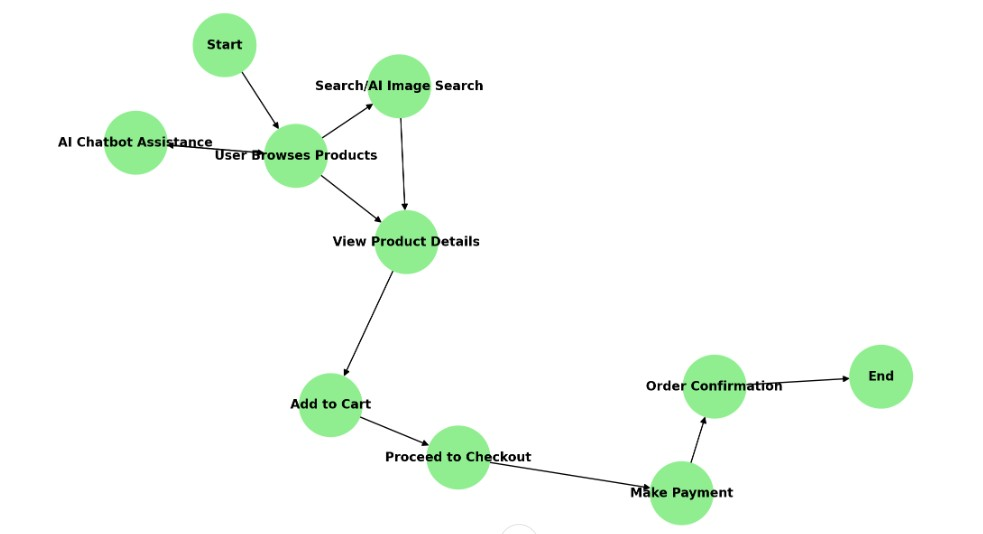 Start
Search/AI Image Search
AI Chatbot Assistance
User Browses Products
View Product Details
Add to Cart
Proceed to Checkout
Make Payment
Order Confirmation
End